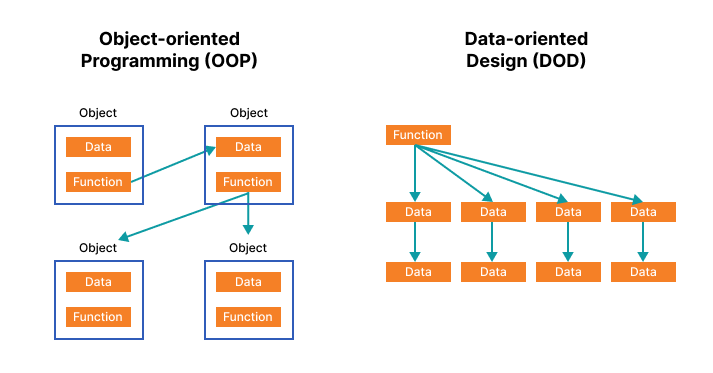 Object-oriented
Programming (OOP)
Object
Object
Data
Data
Function
Function
Object
Object
Data
Data
Function
Function
Data-oriented
Design (DOD)
Function
Data
Data
Data
Data
Data
Data
Data
Data